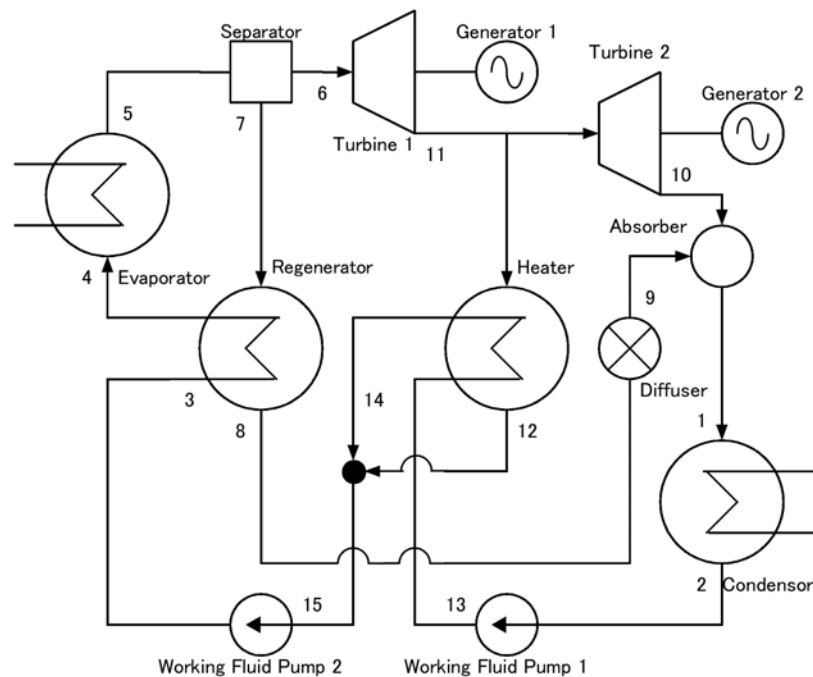 Separator
Generator 1
Turbine 2
Generator 2
5
6
7
Turbine 1
11
10
Absorber
4
Evaporator
Regenerator
Heater
9
3
8
14
12
Diffuser
1
2
Condensor
15
13
Working Fluid Pump 2
Working Fluid Pump 1